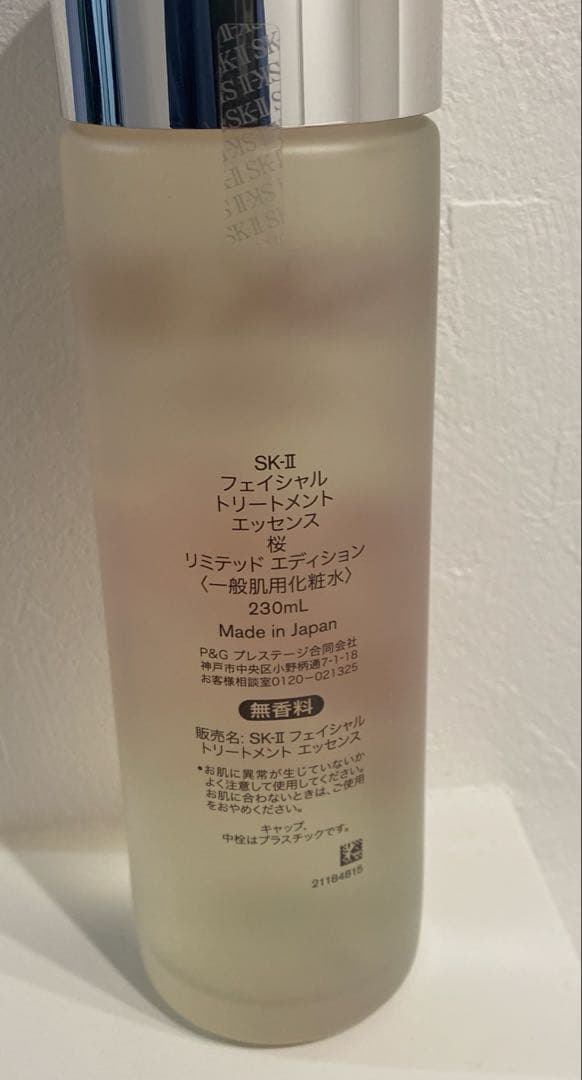 SK-II SK-II
SK-II
フェイシャル
トリートメント
エッセンス
桜
リミテッド エディション
〈一般肌用化粧水〉
230mL
Made in Japan
P&G プレステージ合同会社
神戸市中央区小野柄通7-1-18
お客様相談室0120-021325
無香料
販売名: SK-II フェイシャル
トリートメント エッセンス
*お肌に異常が生じていないか
よく注意して使用してください。
お肌に合わないときは、ご使用
をおやめください。
キャップ、
中栓はプラスチックです。
21184815